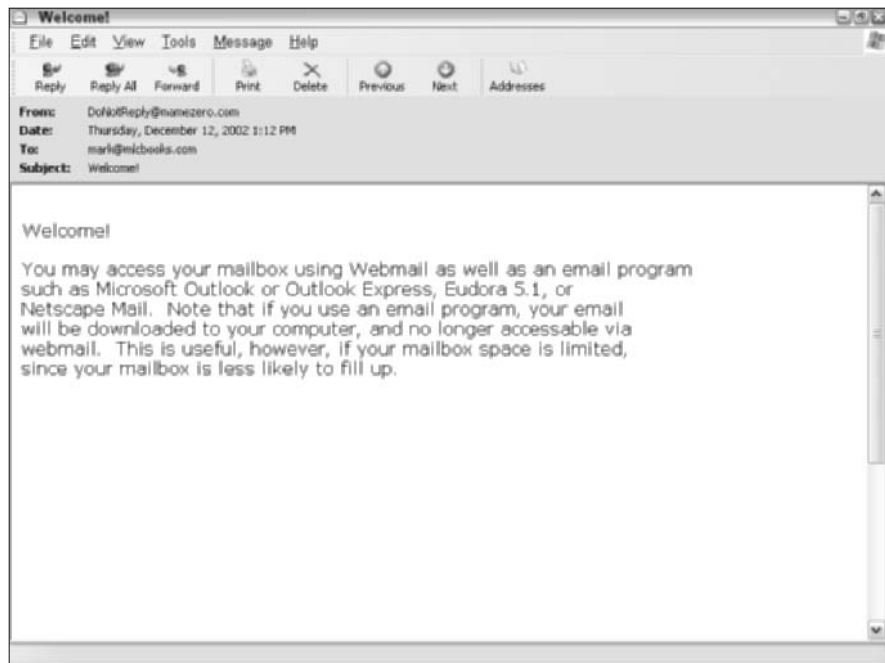 Welcome!
File Edit View Tools Message Help
Reply Reply All Forward Print Delete Previous Next Addresses
From: DoNotReply@namezero.com
Date: Thursday, December 12, 2002 1:12 PM
To: mark@micbooks.com
Subject: Welcome!
Welcome!
You may access your mailbox using Webmail as well as an email program
such as Microsoft Outlook or Outlook Express, Eudora 5.1, or
Netscape Mail. Note that if you use an email program, your email
will be downloaded to your computer, and no longer accessable via
webmail. This is useful, however, if your mailbox space is limited,
since your mailbox is less likely to fill up.